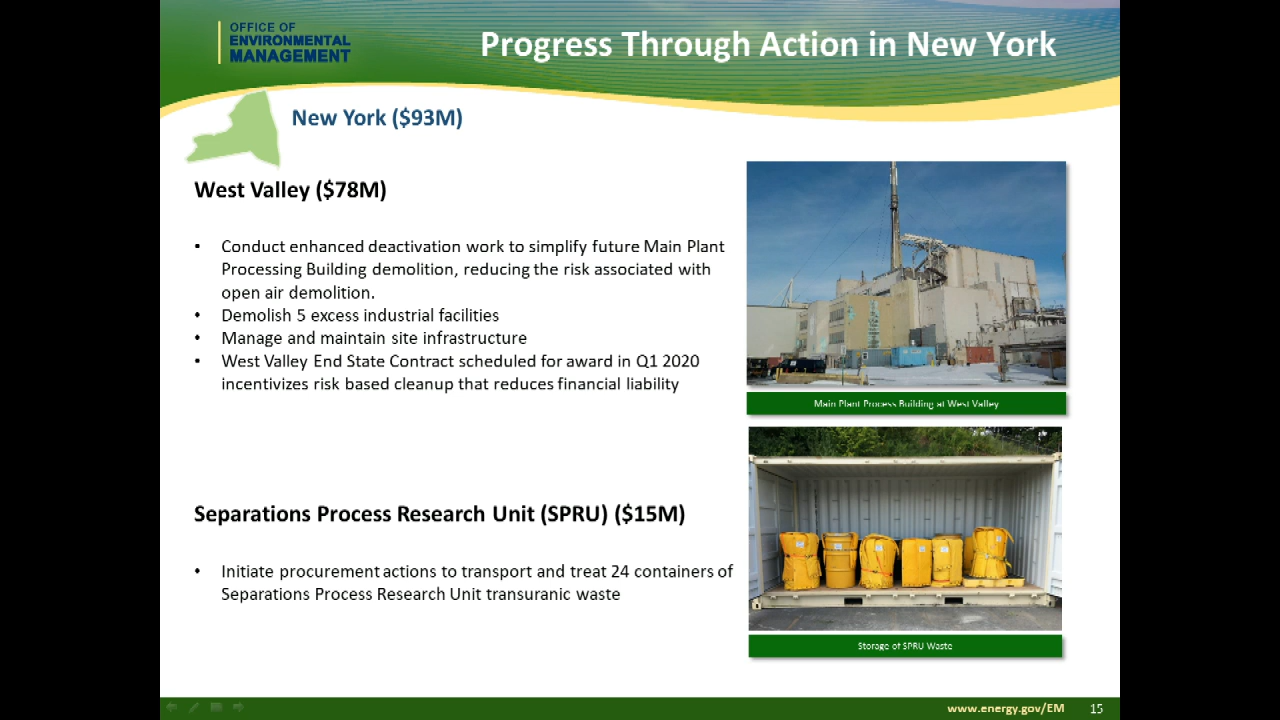 OFFICE OF
ENVIRONMENTAL
MANAGEMENT
Progress Through Action in New York
New York ($93M)
West Valley ($78M)
• Conduct enhanced deactivation work to simplify future Main Plant
Processing Building demolition, reducing the risk associated with
open air demolition.
• Demolish 5 excess industrial facilities
• Manage and maintain site infrastructure
• West Valley End State Contract scheduled for award in Q1 2020
incentivizes risk based cleanup that reduces financial liability
Main Plant Process Building at West Valley
Separations Process Research Unit (SPRU) ($15M)
• Initiate procurement actions to transport and treat 24 containers of
Separations Process Research Unit transuranic waste
Storage of SPRU Waste
www.energy.gov/EM 15